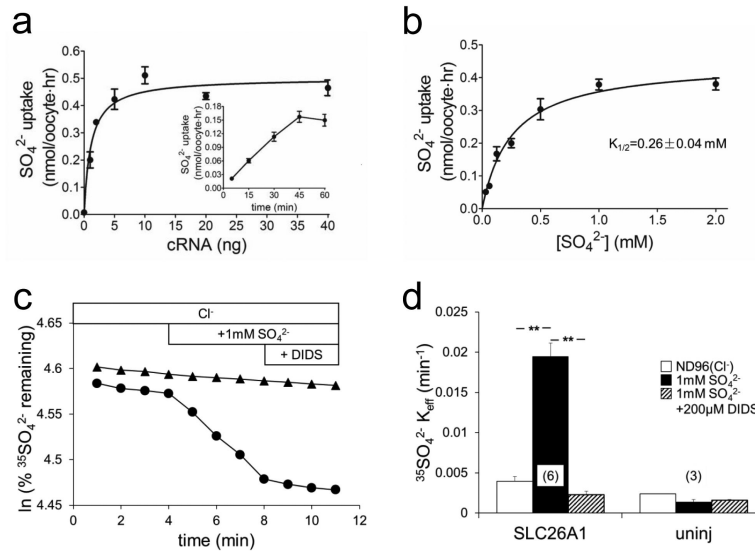 a
SO₄²⁻ uptake
(nmol/oocyte·hr)
0.6
0.5
0.4
0.3
0.2
0.1
0.0
0 5 10 15 20 25 30 35 40
cRNA (ng)
SO₄²⁻ uptake
(nmol/oocyte·hr)
0.18
0.15
0.12
0.09
0.06
0.03
0.00
0 15 30 45 60
time (min)
b
SO₄²⁻ uptake
(nmol/oocyte·hr)
0.5
0.4
0.3
0.2
0.1
0.0
K1/2=0.26±0.04 mM
0.0 0.5 1.0 1.5 2.0
[SO₄²⁻] (mM)
c
Cl⁻
+1mM SO₄²⁻
+ DIDS
ln (% ³⁵SO₄²⁻ remaining)
4.65
4.6
4.55
4.5
4.45
0 2 4 6 8 10 12
time (min)
d
³⁵SO₄²⁻ Keff (min⁻¹)
0.025
0.02
0.015
0.01
0.005
0
** **
ND96(Cl⁻)
1mM SO₄²⁻
1mM SO₄²⁻
+200µM DIDS
(6)
(3)
SLC26A1 uninj